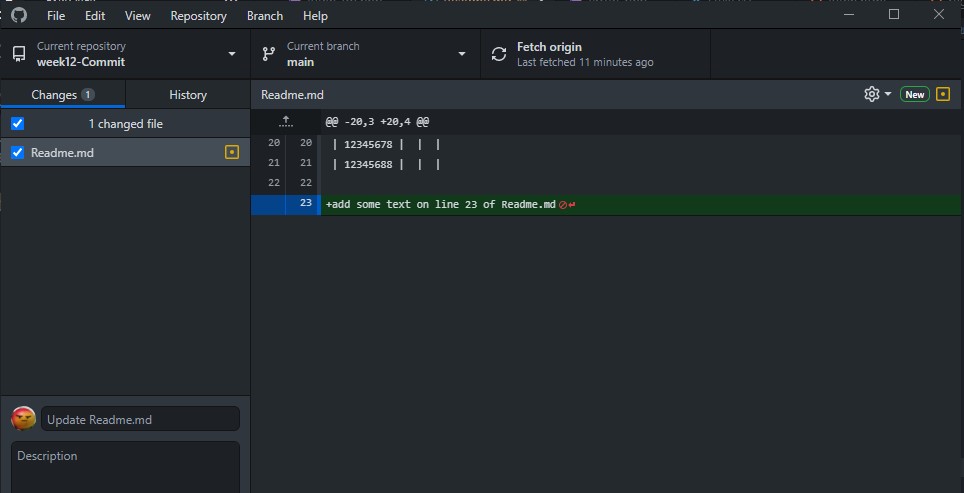 File Edit View Repository Branch Help
Current repository
week12-Commit
Current branch
main
Fetch origin
Last fetched 11 minutes ago
Changes 1
History
1 changed file
Readme.md
Update Readme.md
Description
Readme.md
New
@@ -20,3 +20,4 @@
20 20 | 12345678 | | |
21 21 | 12345688 | | |
22 22
23 +add some text on line 23 of Readme.md